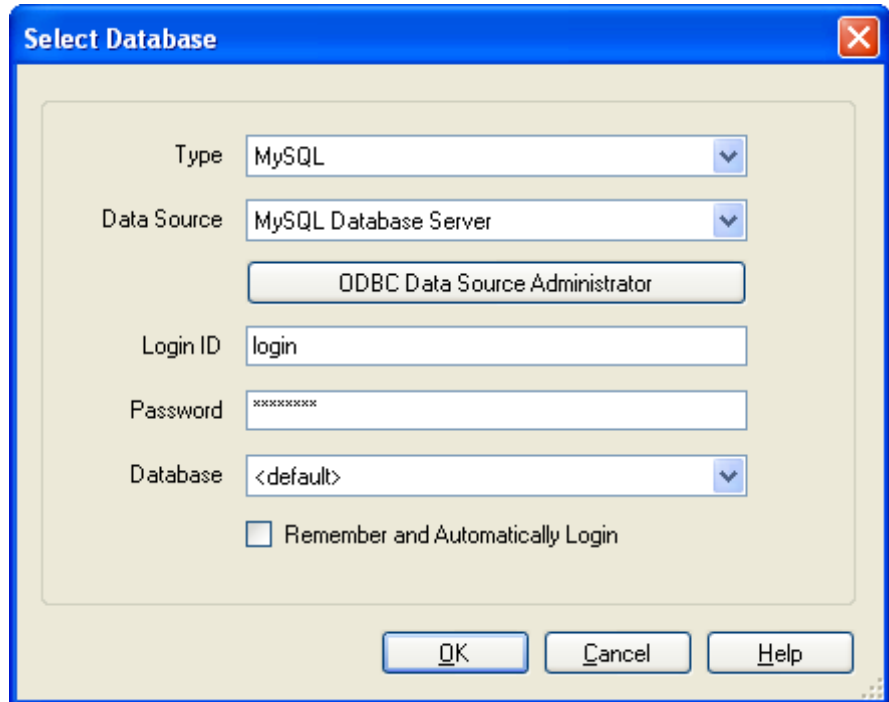 Select Database
Type MySQL
Data Source MySQL Database Server
ODBC Data Source Administrator
Login ID login
Password ********
Database <default>
Remember and Automatically Login
OK Cancel Help